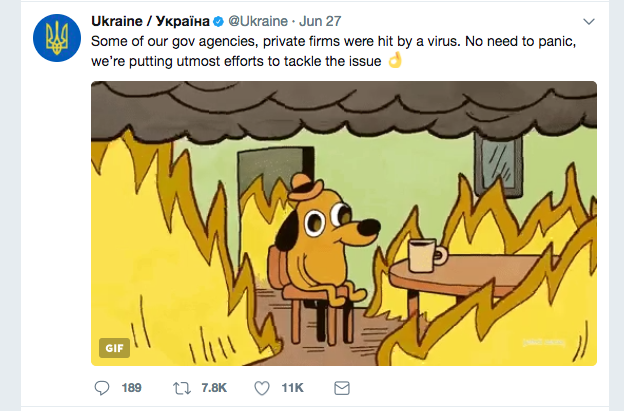 Ukraine / Україна @Ukraine · Jun 27
Some of our gov agencies, private firms were hit by a virus. No need to panic,
we're putting utmost efforts to tackle the issue 👌
GIF
189 7.8K 11K